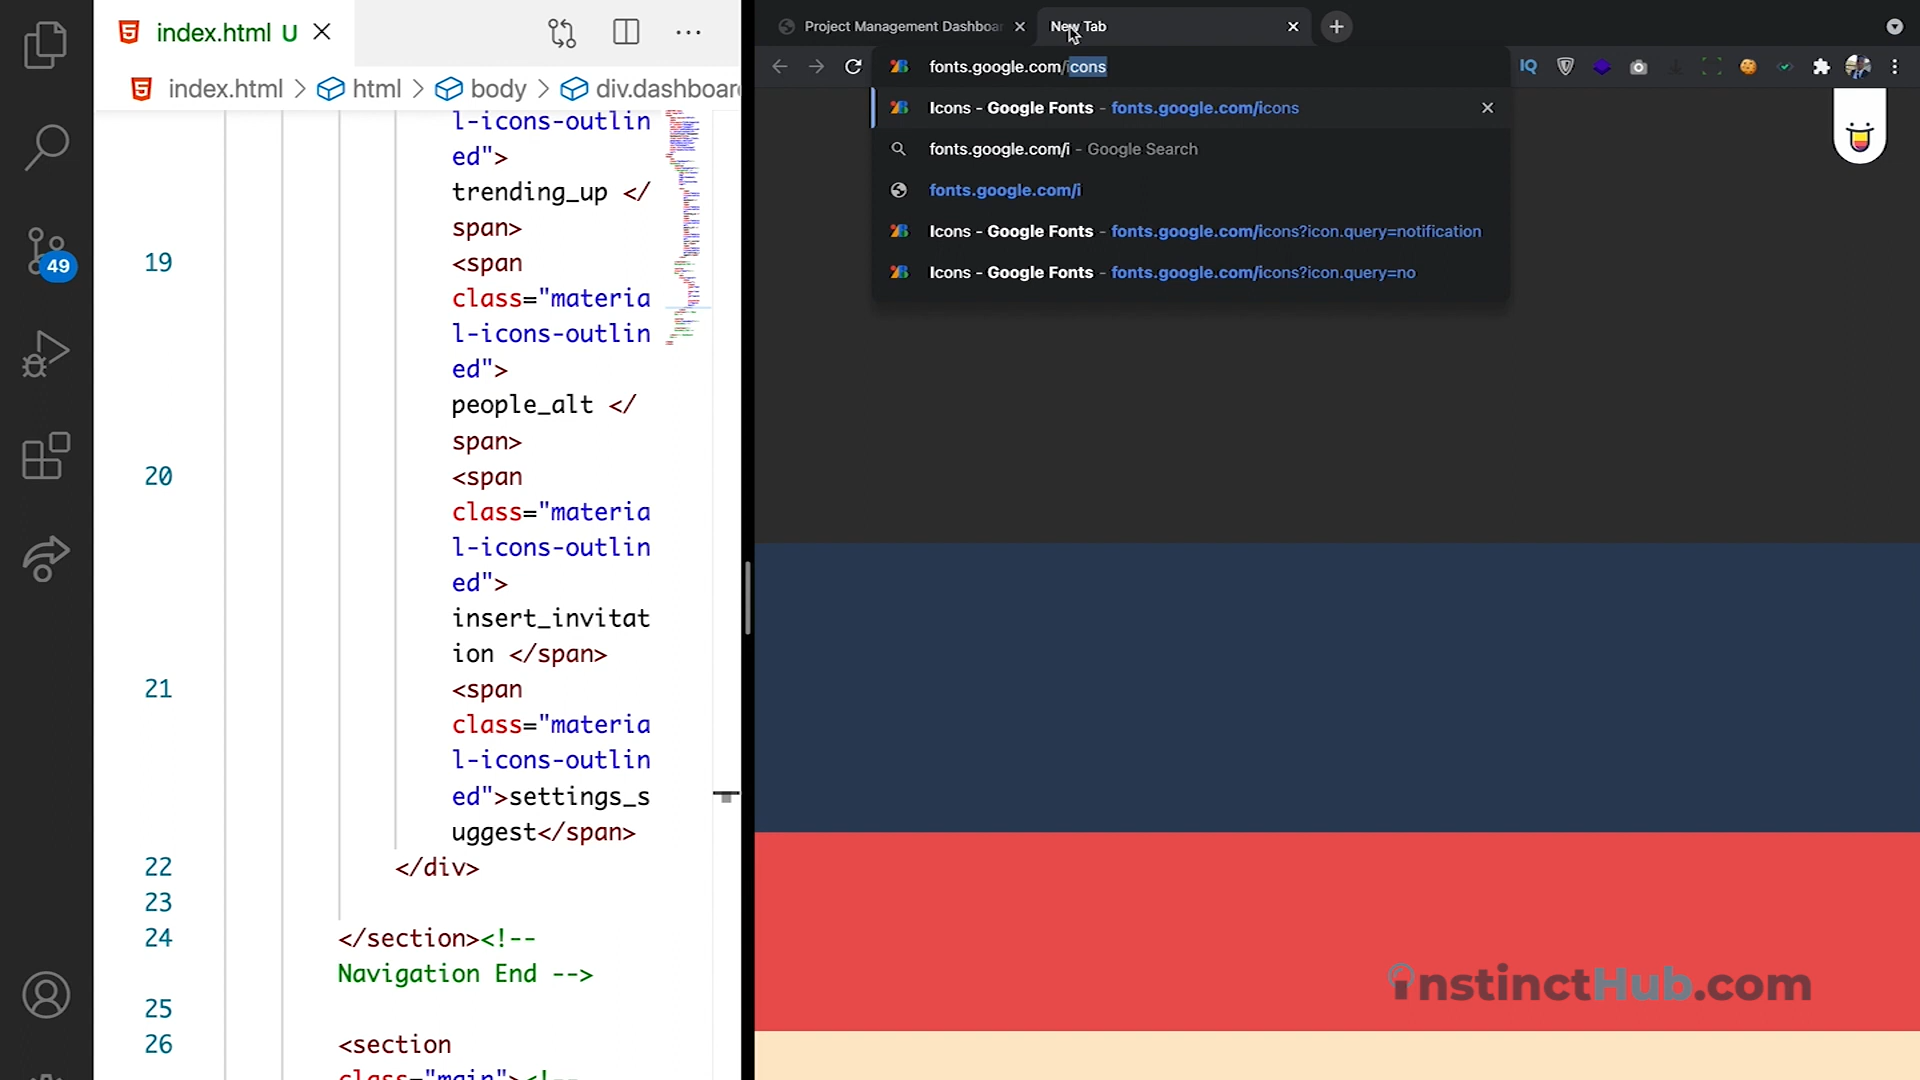 index.html U
index.html > html > body > div.dashboard
l-icons-outlin
ed">
trending_up </
span>
19 <span
class="materia
l-icons-outlin
ed">
people_alt </
span>
20 <span
class="materia
l-icons-outlin
ed">
insert_invitat
ion </span>
21 <span
class="materia
l-icons-outlin
ed">settings_s
uggest</span>
22 </div>
23
24 </section><!--
Navigation End -->
25
26 <section
class="main"><!--
49
Project Management Dashboa
New Tab
fonts.google.com/icons
Icons - Google Fonts - fonts.google.com/icons
fonts.google.com/i - Google Search
fonts.google.com/i
Icons - Google Fonts - fonts.google.com/icons?icon.query=notification
Icons - Google Fonts - fonts.google.com/icons?icon.query=no
IQ
instinctHub.com